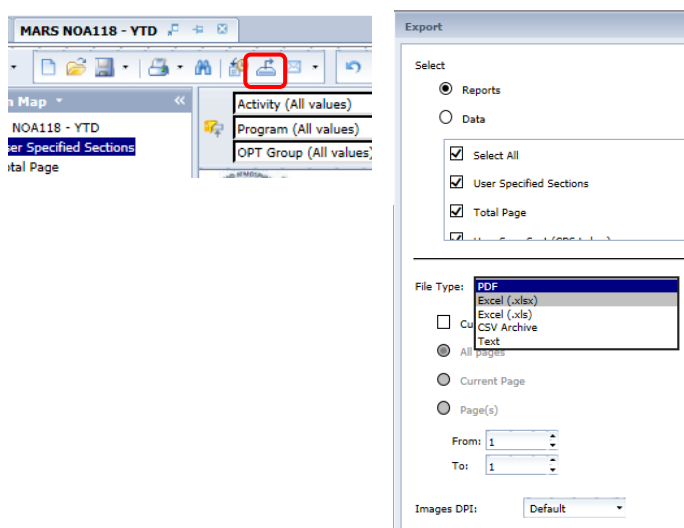 MARS NOA118 - YTD
Map
NOA118 - YTD
ser Specified Sections
tal Page
Activity (All values)
Program (All values)
OPT Group (All values)
Export
Select
Reports
Data
Select All
User Specified Sections
Total Page
File Type:
PDF
Excel (.xlsx)
Excel (.xls)
CSV Archive
Text
Cu
All pages
Current Page
Page(s)
From: 1
To: 1
Images DPI: Default